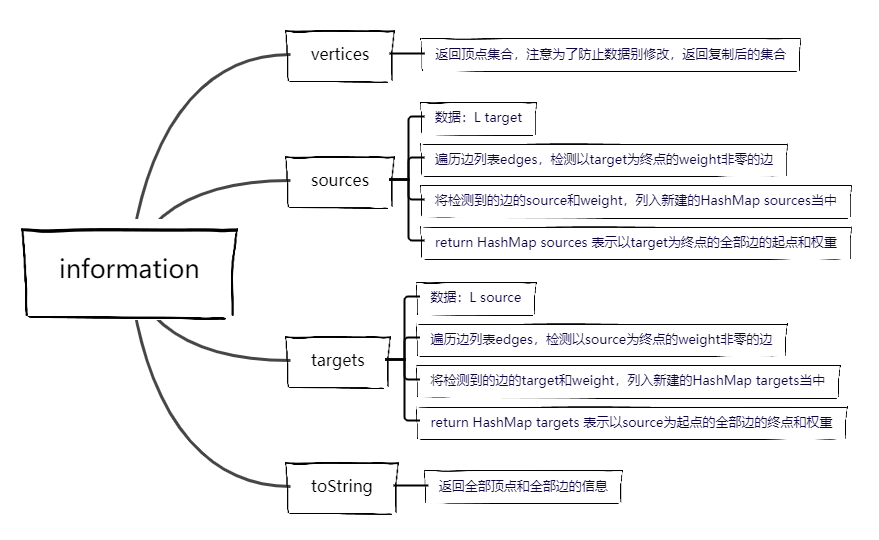 information
vertices
返回顶点集合，注意为了防止数据别修改，返回复制后的集合
sources
数据：L target
遍历边列表edges，检测以target为终点的weight非零的边
将检测到的边的source和weight，列入新建的HashMap sources当中
return HashMap sources 表示以target为终点的全部边的起点和权重
targets
数据：L source
遍历边列表edges，检测以source为终点的weight非零的边
将检测到的边的target和weight，列入新建的HashMap targets当中
return HashMap targets 表示以source为起点的全部边的终点和权重
toString
返回全部顶点和全部边的信息